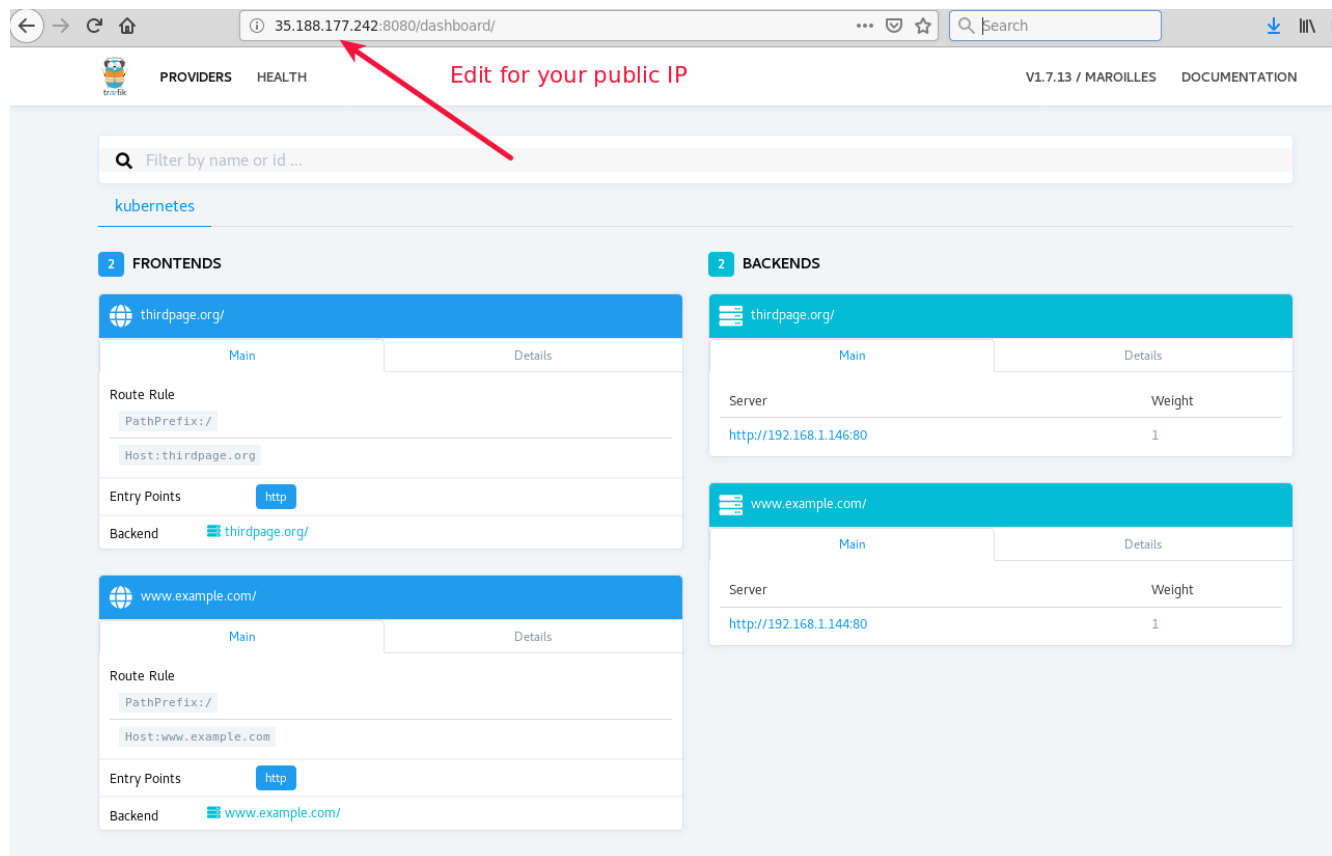 35.188.177.242:8080/dashboard/
Search
træfik
PROVIDERS
HEALTH
Edit for your public IP
V1.7.13 / MAROILLES
DOCUMENTATION
Filter by name or id ...
kubernetes
2 FRONTENDS
thirdpage.org/
Main
Details
Route Rule
PathPrefix:/
Host:thirdpage.org
Entry Points
http
Backend
thirdpage.org/
www.example.com/
Main
Details
Route Rule
PathPrefix:/
Host:www.example.com
Entry Points
http
Backend
www.example.com/
2 BACKENDS
thirdpage.org/
Main
Details
Server
Weight
http://192.168.1.146:80
1
www.example.com/
Main
Details
Server
Weight
http://192.168.1.144:80
1